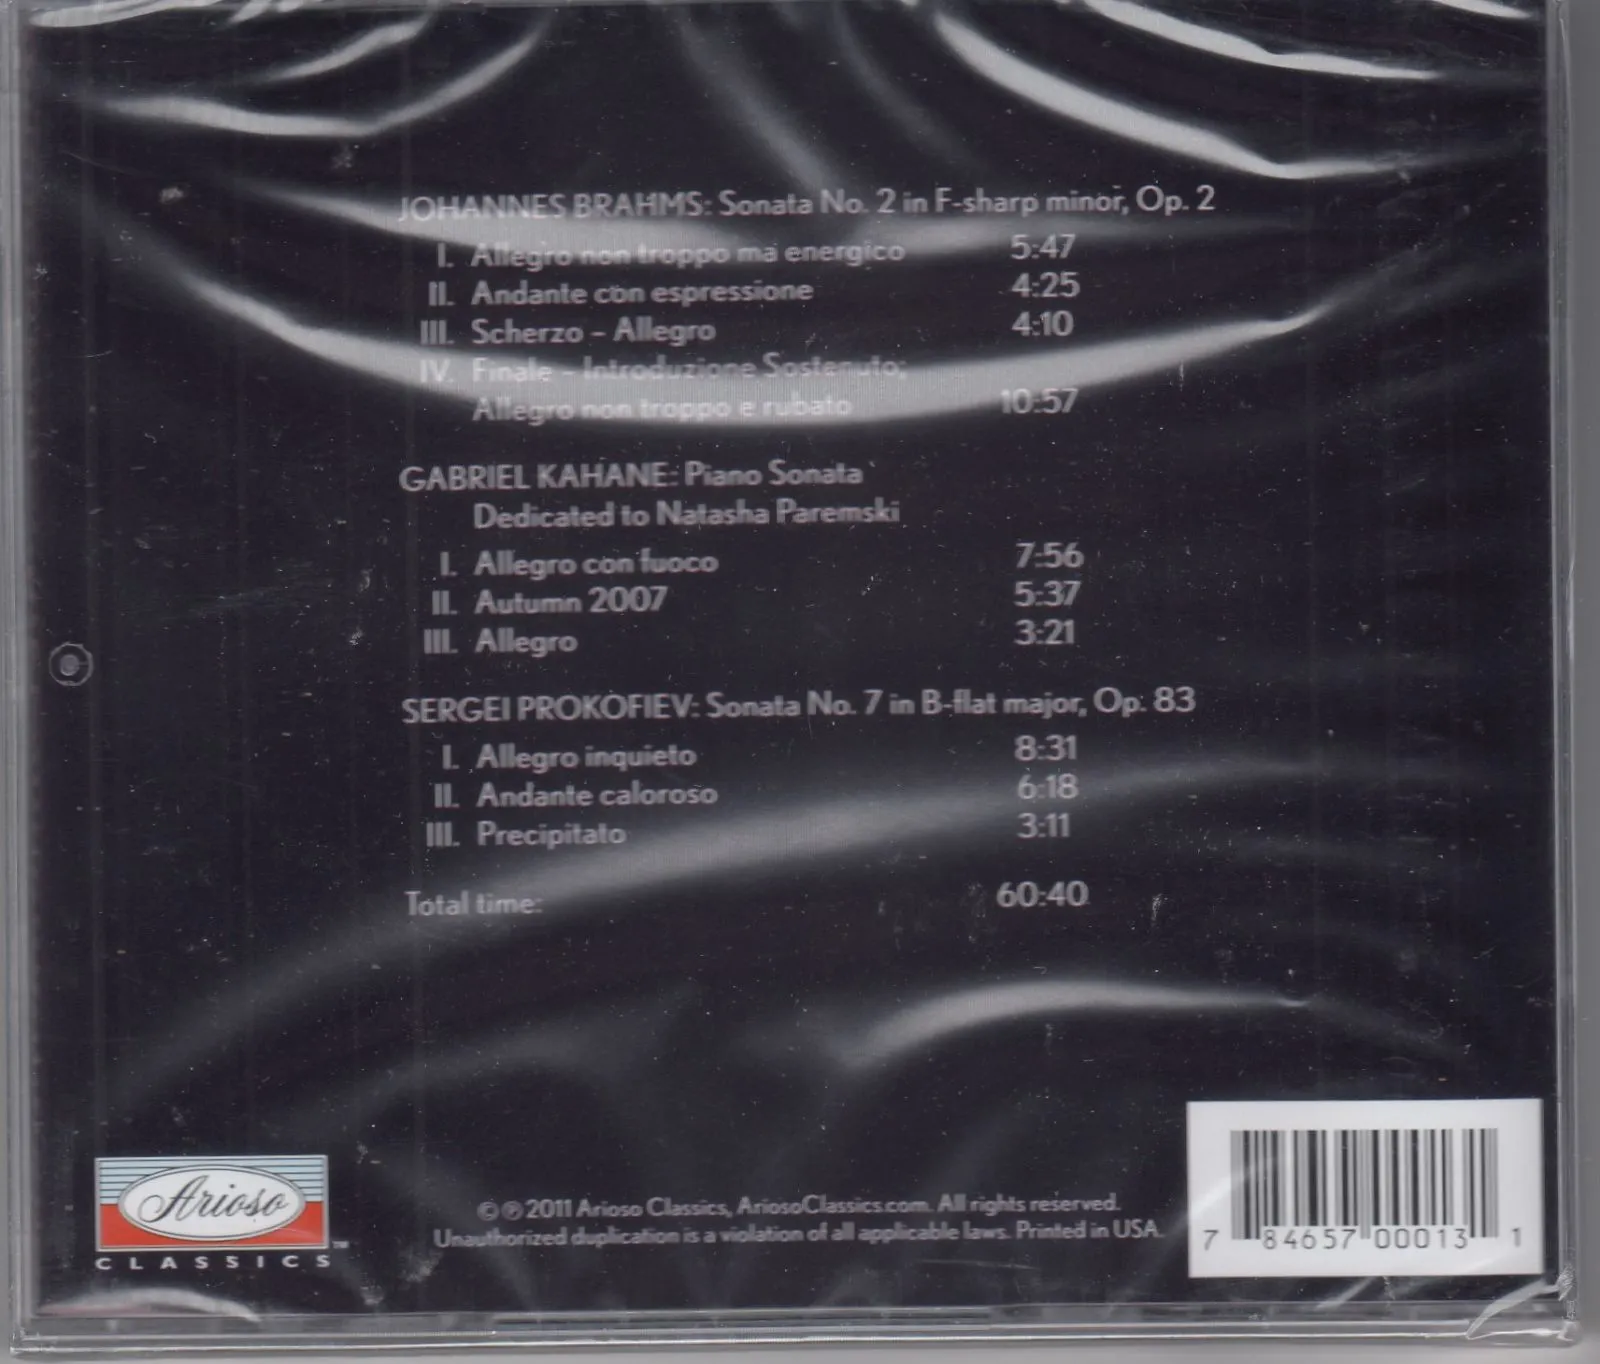 JOHANNES BRAHMS: Sonata No. 2 in F-sharp minor, Op. 2
I. Allegro non troppo ma energico 5:47
II. Andante con espressione 4:25
III. Scherzo – Allegro 4:10
IV. Finale – Introduzione Sostenuto;
Allegro non troppo e rubato 10:57
GABRIEL KAHANE: Piano Sonata
Dedicated to Natasha Paremski
I. Allegro con fuoco 7:56
II. Autumn 2007 5:37
III. Allegro 3:21
SERGEI PROKOFIEV: Sonata No. 7 in B-flat major, Op. 83
I. Allegro inquieto 8:31
II. Andante caloroso 6:18
III. Precipitato 3:11
Total time: 60:40
Arioso
CLASSICS™
©℗ 2011 Arioso Classics, AriosoClassics.com. All rights reserved.
Unauthorized duplication is a violation of all applicable laws. Printed in USA.
7 84657 00013 1